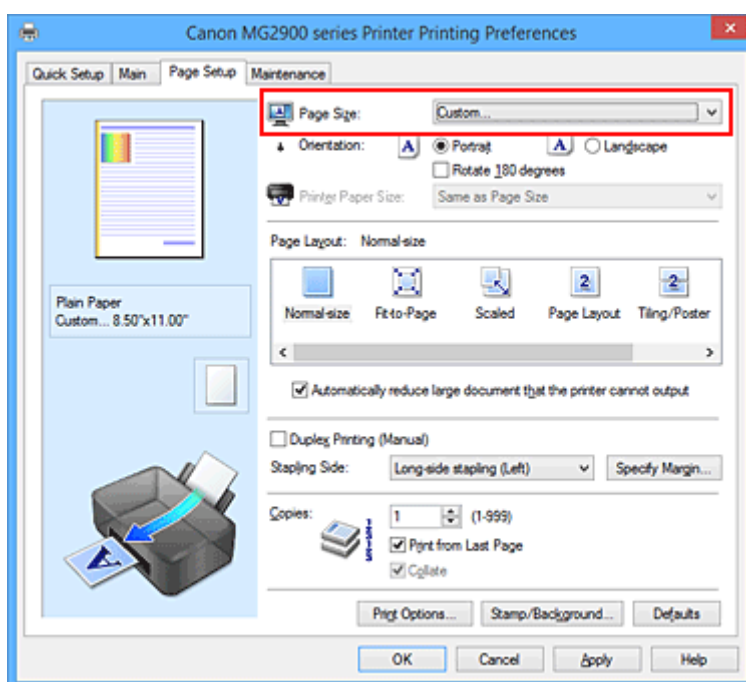 Canon MG2900 series Printer Printing Preferences
Quick Setup Main Page Setup Maintenance
Page Size: Custom...
Orientation: A Portrait A Landscape
Rotate 180 degrees
Printer Paper Size: Same as Page Size
Page Layout: Normal-size
2 2
Normal-size Fit-to-Page Scaled Page Layout Tiling/Poster
Plain Paper
Custom... 8.50"x11.00"
Automatically reduce large document that the printer cannot output
Duplex Printing (Manual)
Stapling Side: Long-side stapling (Left) Specify Margin...
Copies: 1 (1-999)
Print from Last Page
Collate
A
Print Options... Stamp/Background... Defaults
OK Cancel Apply Help